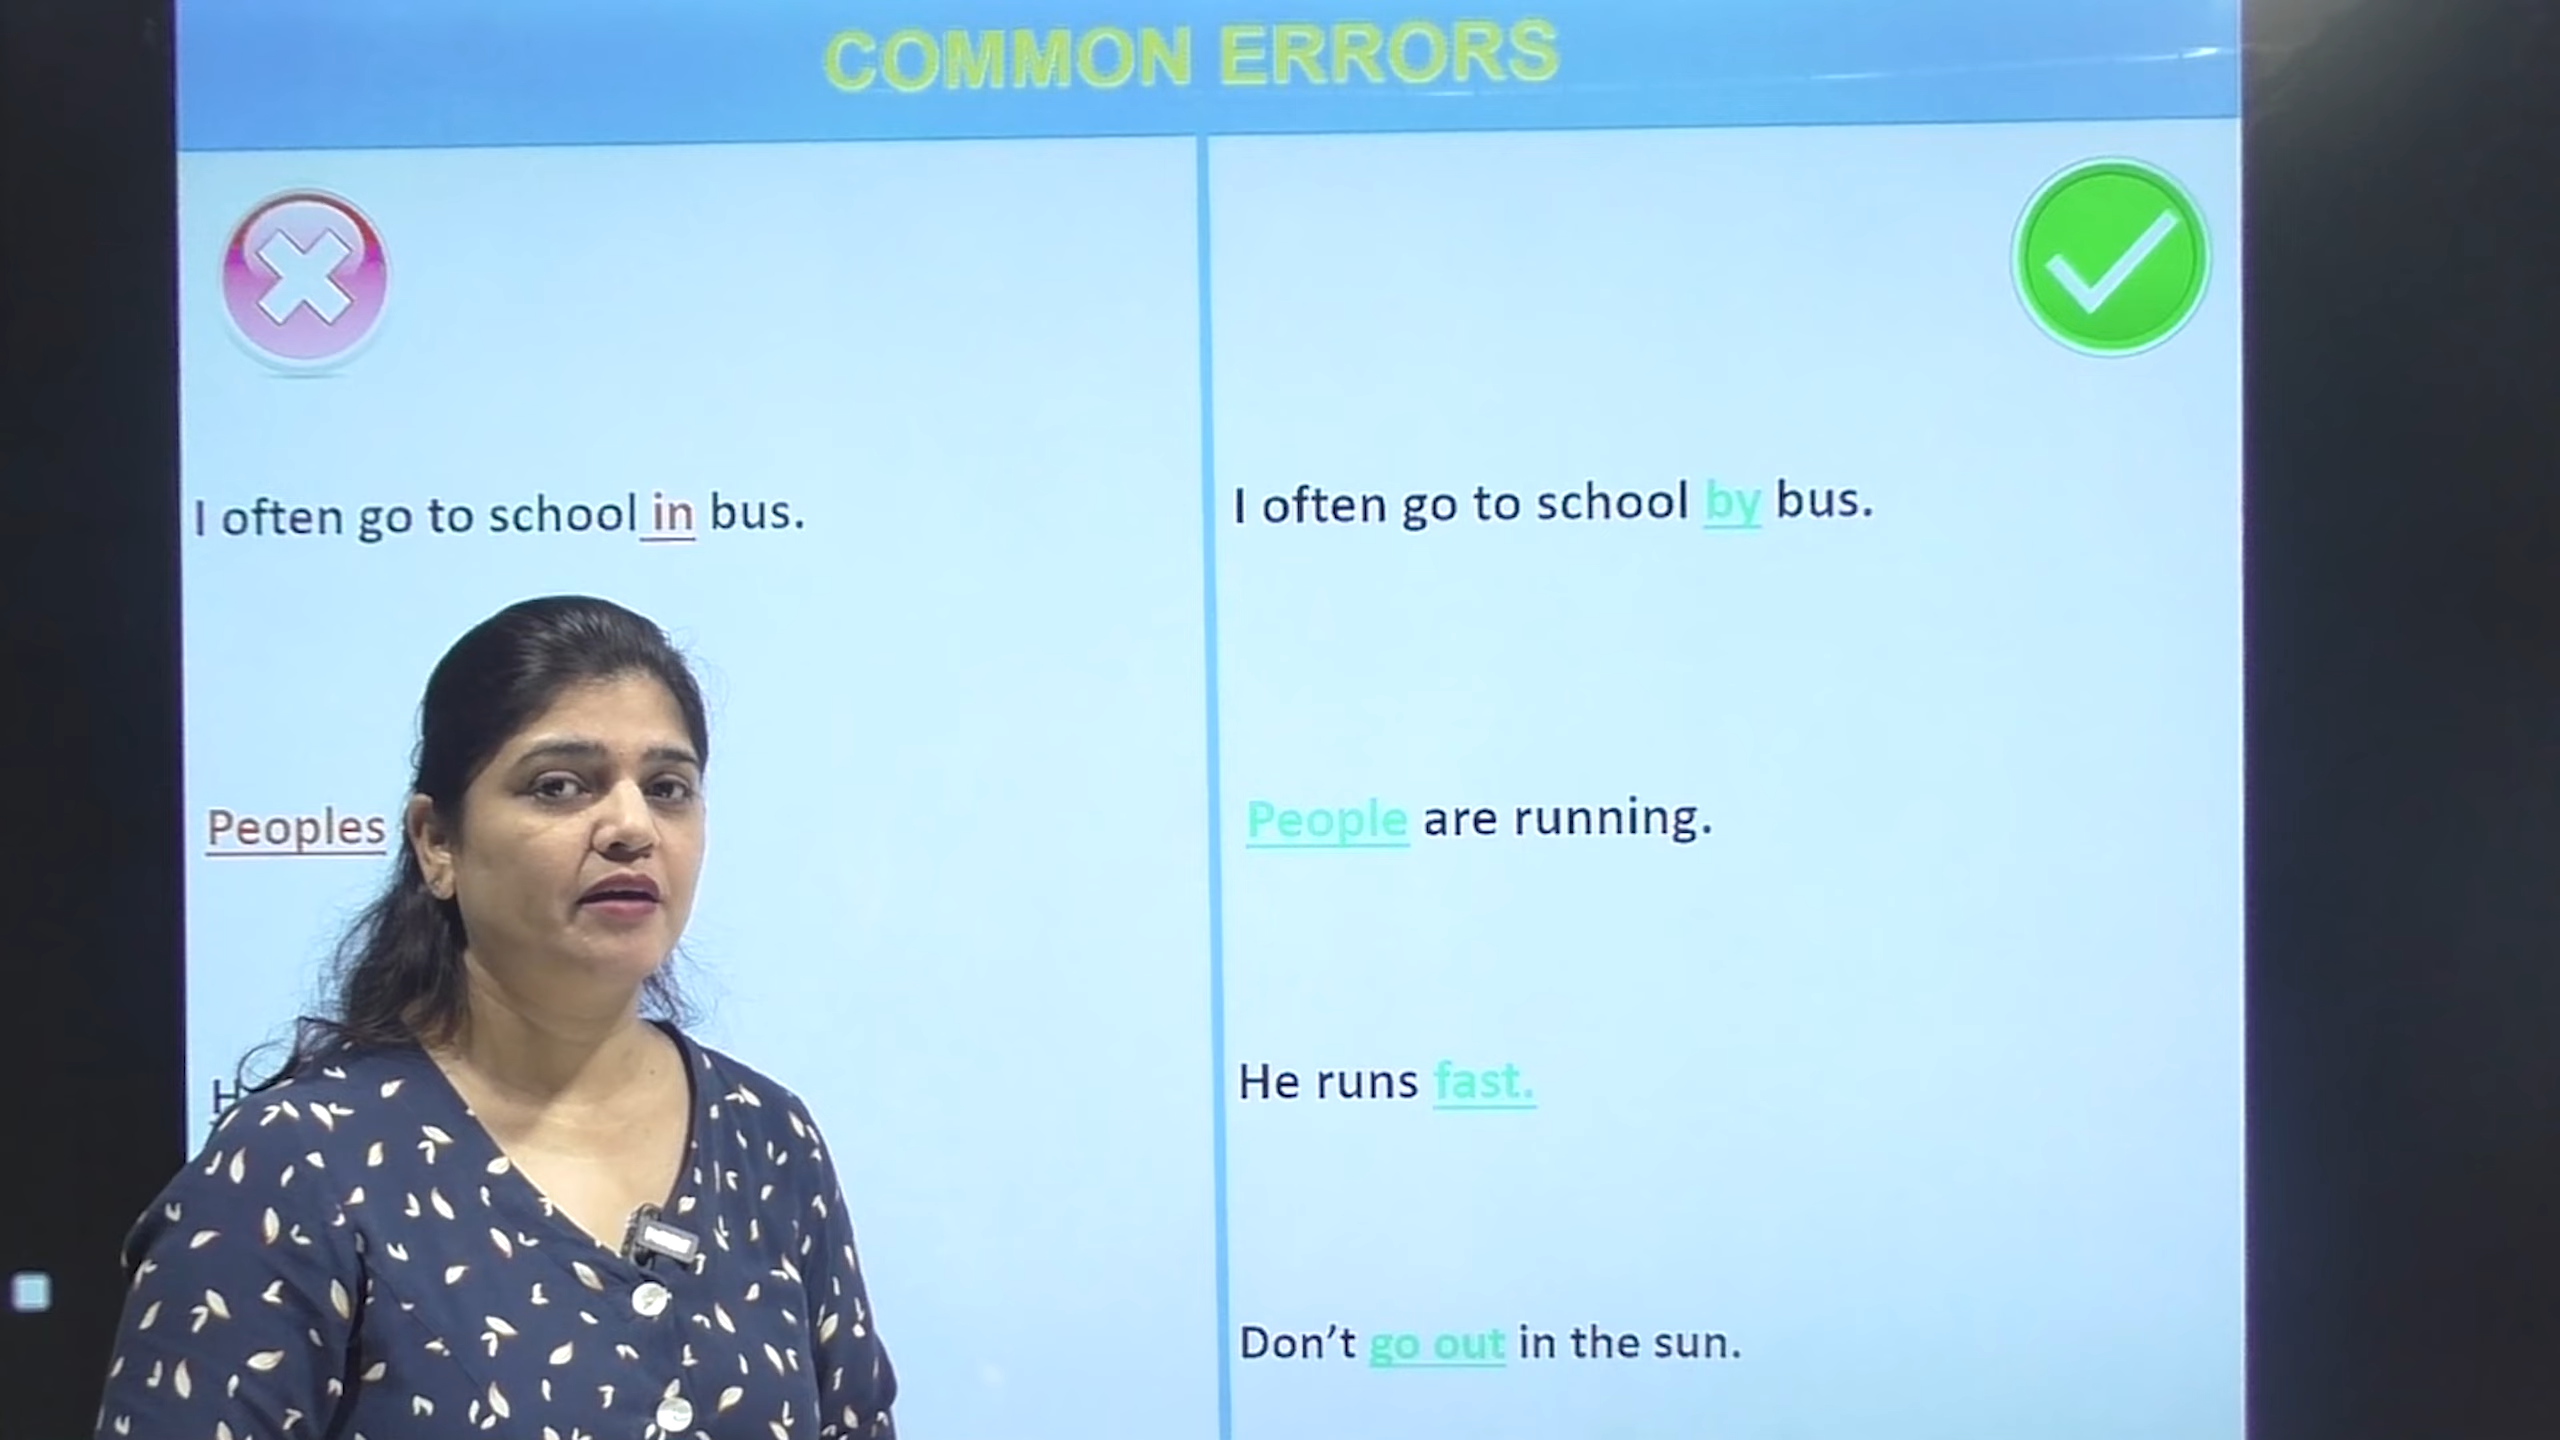 COMMON ERRORS
I often go to school in bus.
I often go to school by bus.
Peoples
People are running.
He runs fast.
Don't go out in the sun.